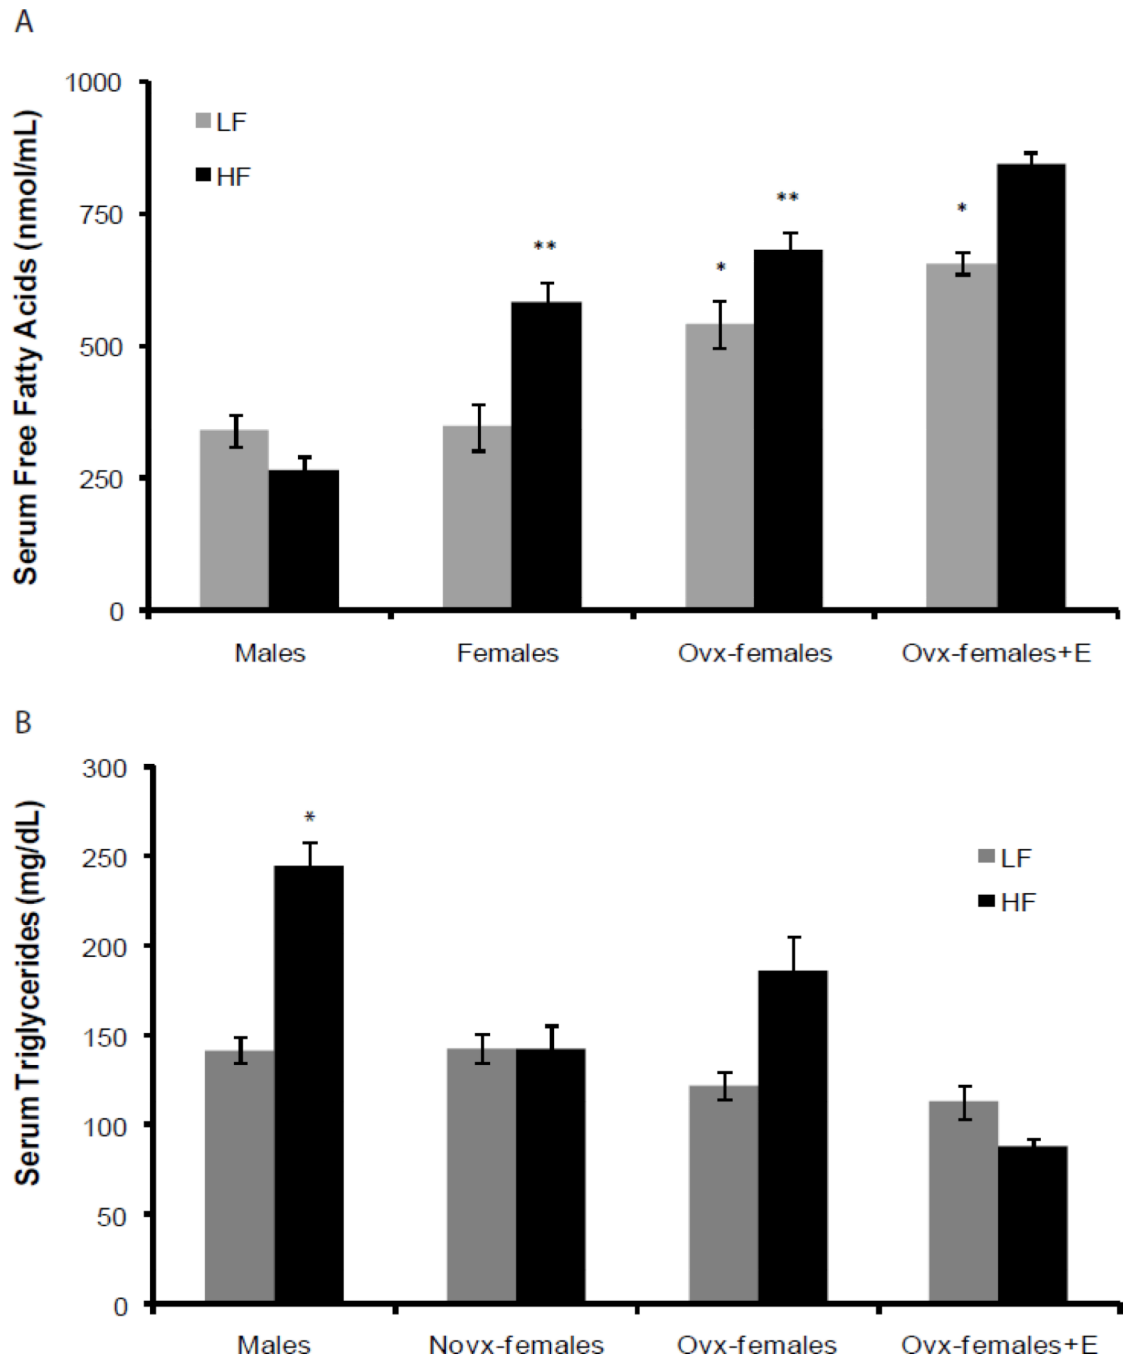 A
Serum Free Fatty Acids (nmol/mL)
1000
750
500
250
0
LF
HF
**
*
**
*
Males
Females
Ovx-females
Ovx-females+E
B
Serum Triglycerides (mg/dL)
300
250
200
150
100
50
0
*
LF
HF
Males
Novx-females
Ovx-females
Ovx-females+E